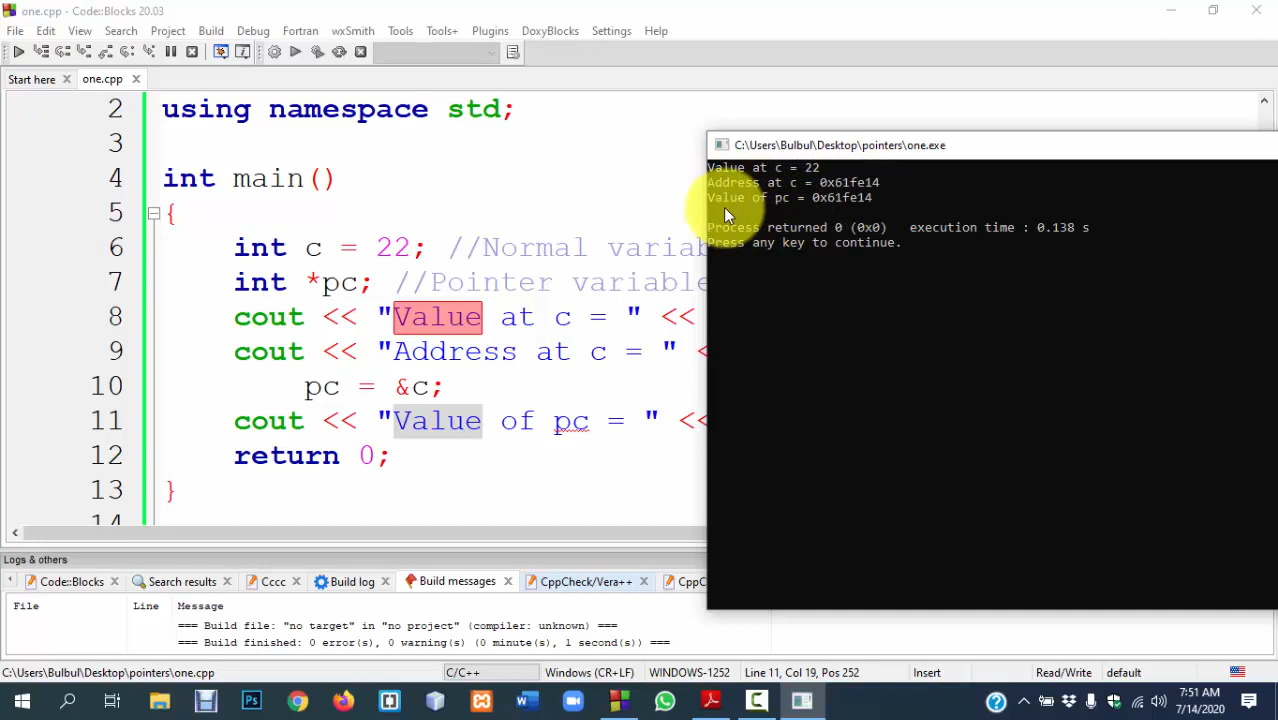 one.cpp - Code::Blocks 20.03
File Edit View Search Project Build Debug Fortran wxSmith Tools Tools+ Plugins DoxyBlocks Settings Help
Start here one.cpp
2 using namespace std;
3
4 int main()
5 {
6 int c = 22; //Normal variab
7 int *pc; //Pointer variable
8 cout << "Value at c = " <<
9 cout << "Address at c = " <
10 pc = &c;
11 cout << "Value of pc = " <<
12 return 0;
13 }
14
C:\Users\Bulbul\Desktop\pointers\one.exe
Value at c = 22
Address at c = 0x61fe14
Value of pc = 0x61fe14
Process returned 0 (0x0) execution time : 0.138 s
Press any key to continue.
Logs & others
Code::Blocks Search results Cccc Build log Build messages CppCheck/Vera++ CppC
File Line Message
=== Build file: "no target" in "no project" (compiler: unknown) ===
=== Build finished: 0 error(s), 0 warning(s) (0 minute(s), 1 second(s)) ===
C:\Users\Bulbul\Desktop\pointers\one.cpp C/C++ Windows (CR+LF) WINDOWS-1252 Line 11, Col 19, Pos 252 Insert Read/Write default
Ps
7:51 AM
7/14/2020